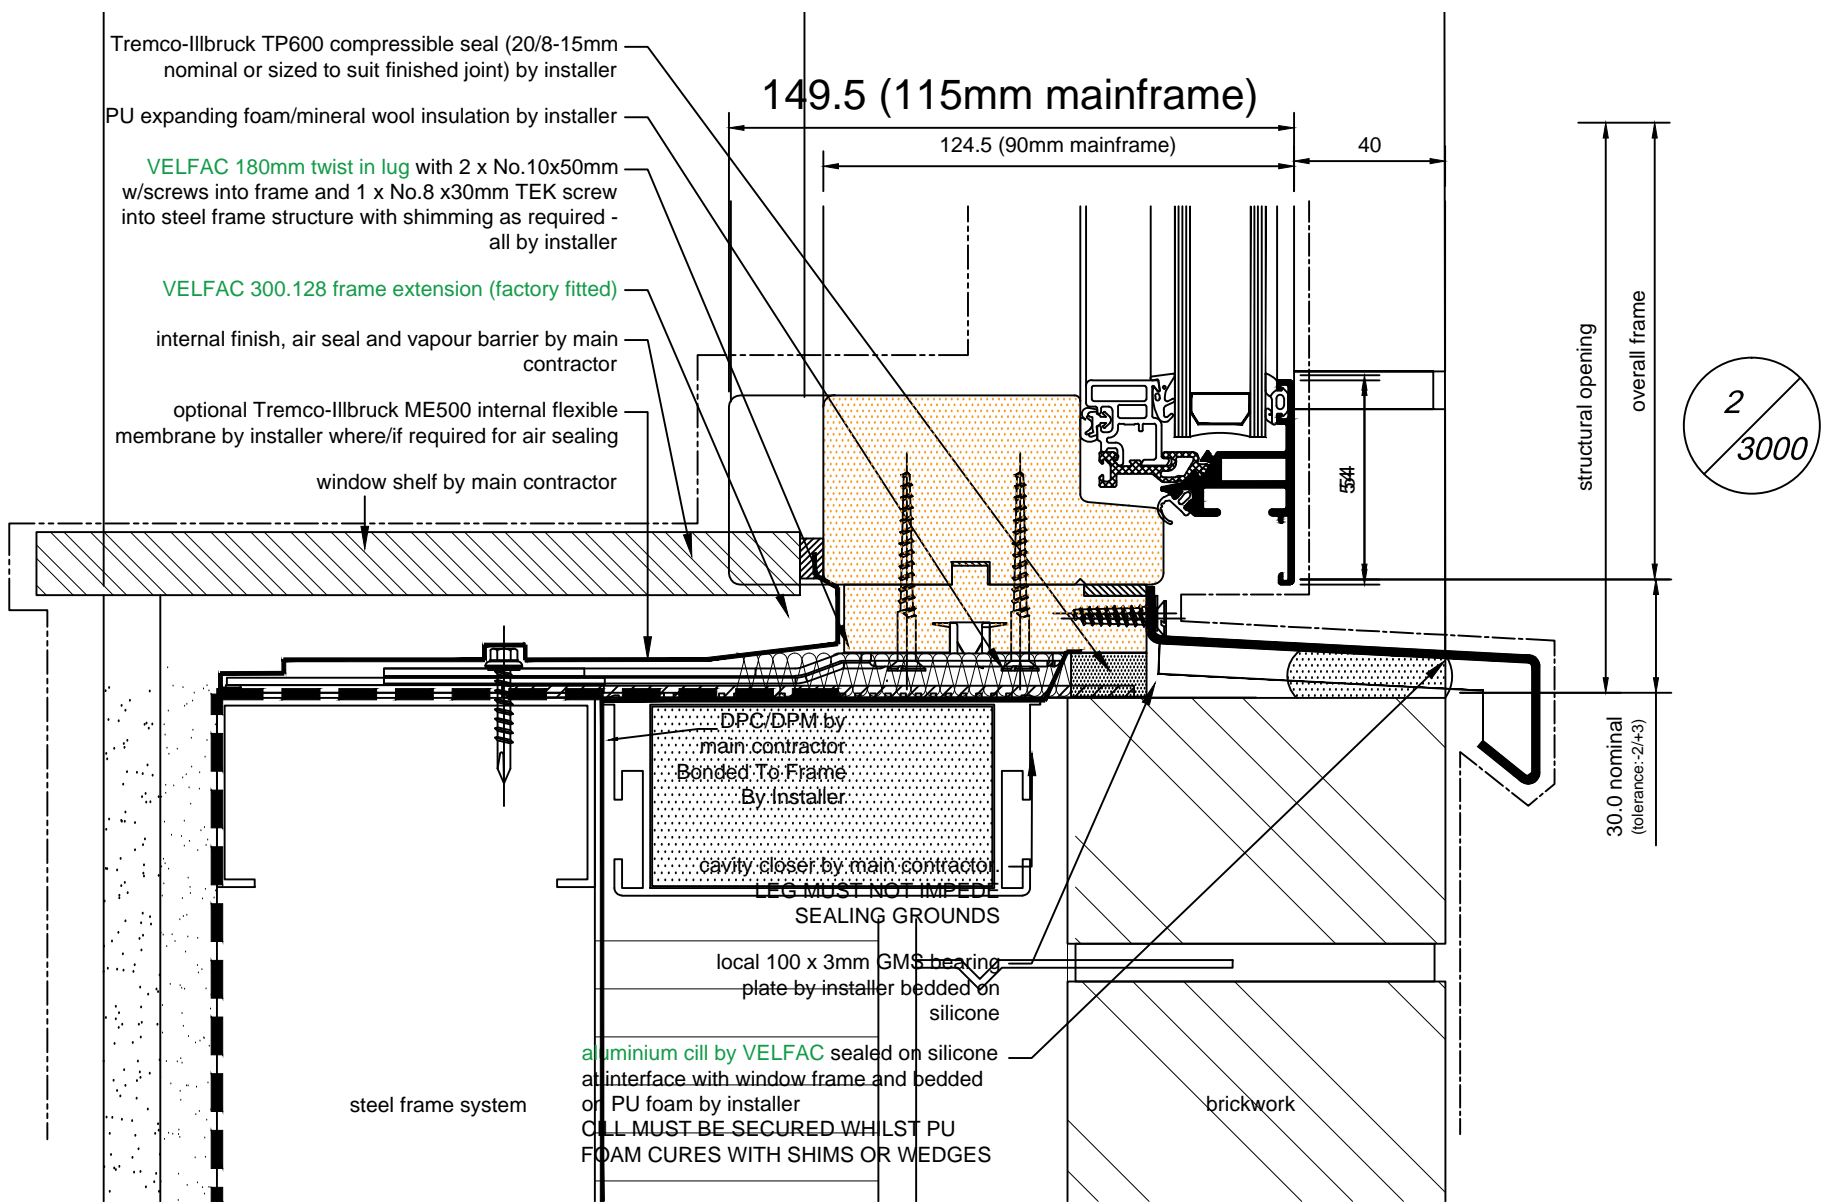 Tremco-Illbruck TP600 compressible seal (20/8-15mm
nominal or sized to suit finished joint) by installer
PU expanding foam/mineral wool insulation by installer
VELFAC 180mm twist in lug with 2 x No.10x50mm
w/screws into frame and 1 x No.8 x30mm TEK screw
into steel frame structure with shimming as required -
all by installer
VELFAC 300.128 frame extension (factory fitted)
internal finish, air seal and vapour barrier by main
contractor
optional Tremco-Illbruck ME500 internal flexible
membrane by installer where/if required for air sealing
window shelf by main contractor
149.5 (115mm mainframe)
124.5 (90mm mainframe)
40
structural opening
overall frame
2
3000
30.0 nominal
(tolerance:-2/+3)
DPC/DPM by
main contractor
Bonded To Frame
By Installer
cavity closer by main contractor.
LEG MUST NOT IMPEDE
SEALING GROUNDS
local 100 x 3mm GMS bearing
plate by installer bedded on
silicone
aluminium cill by VELFAC sealed on silicone
at interface with window frame and bedded
on PU foam by installer
CILL MUST BE SECURED WHILST PU
FOAM CURES WITH SHIMS OR WEDGES
steel frame system
brickwork